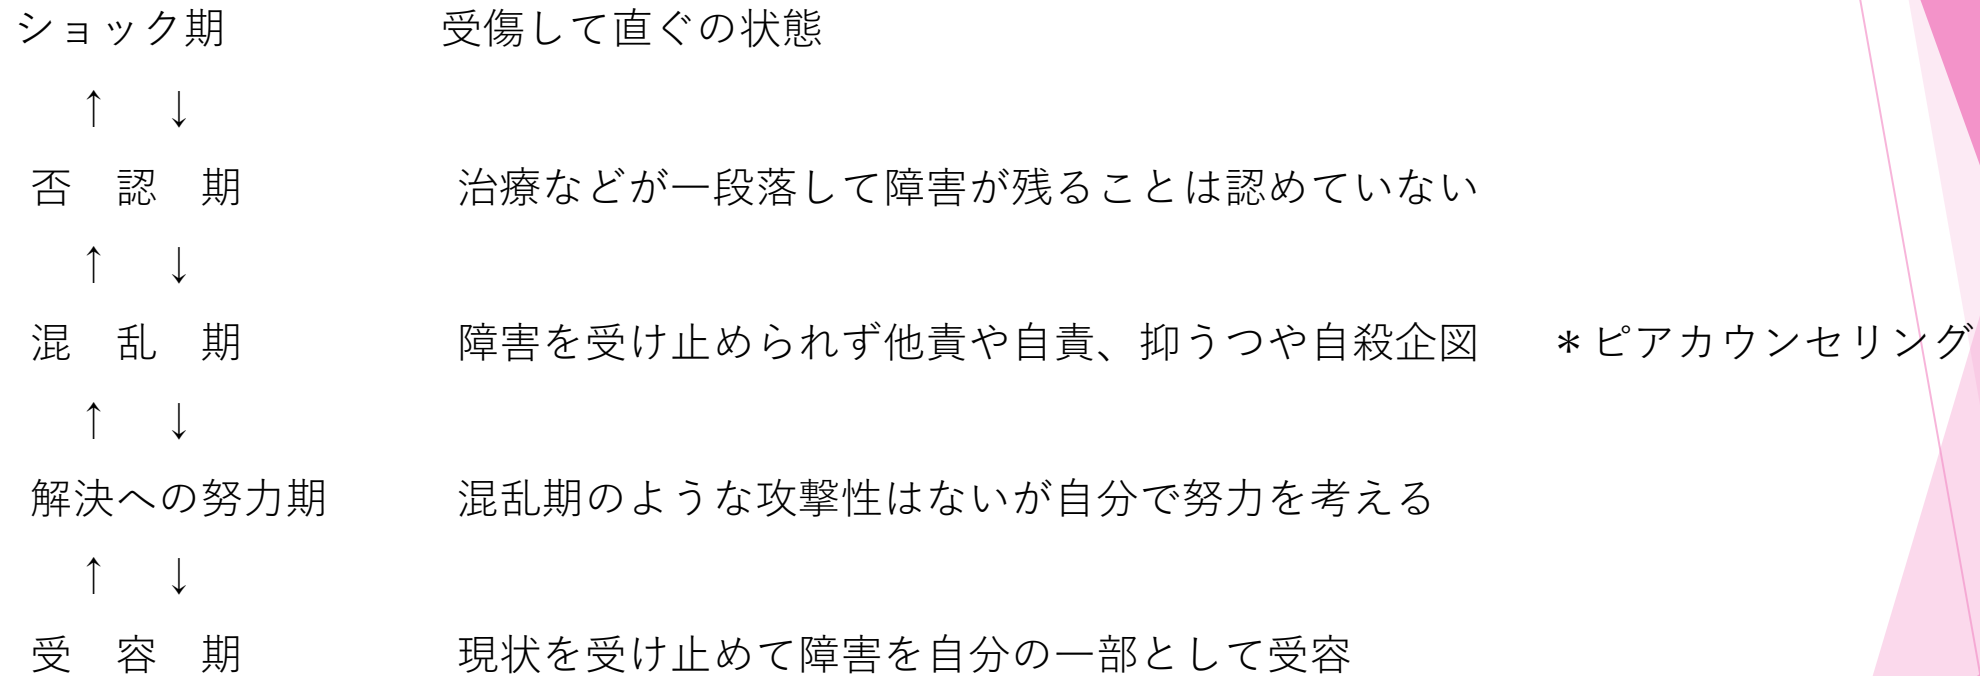 ショック期　　　　　受傷して直ぐの状態
↑　↓
否　認　期　　　　　治療などが一段落して障害が残ることは認めていない
↑　↓
混　乱　期　　　　　障害を受け止められず他責や自責、抑うつや自殺企図　　＊ピアカウンセリング
↑　↓
解決への努力期　　　混乱期のような攻撃性はないが自分で努力を考える
↑　↓
受　容　期　　　　　現状を受け止めて障害を自分の一部として受容